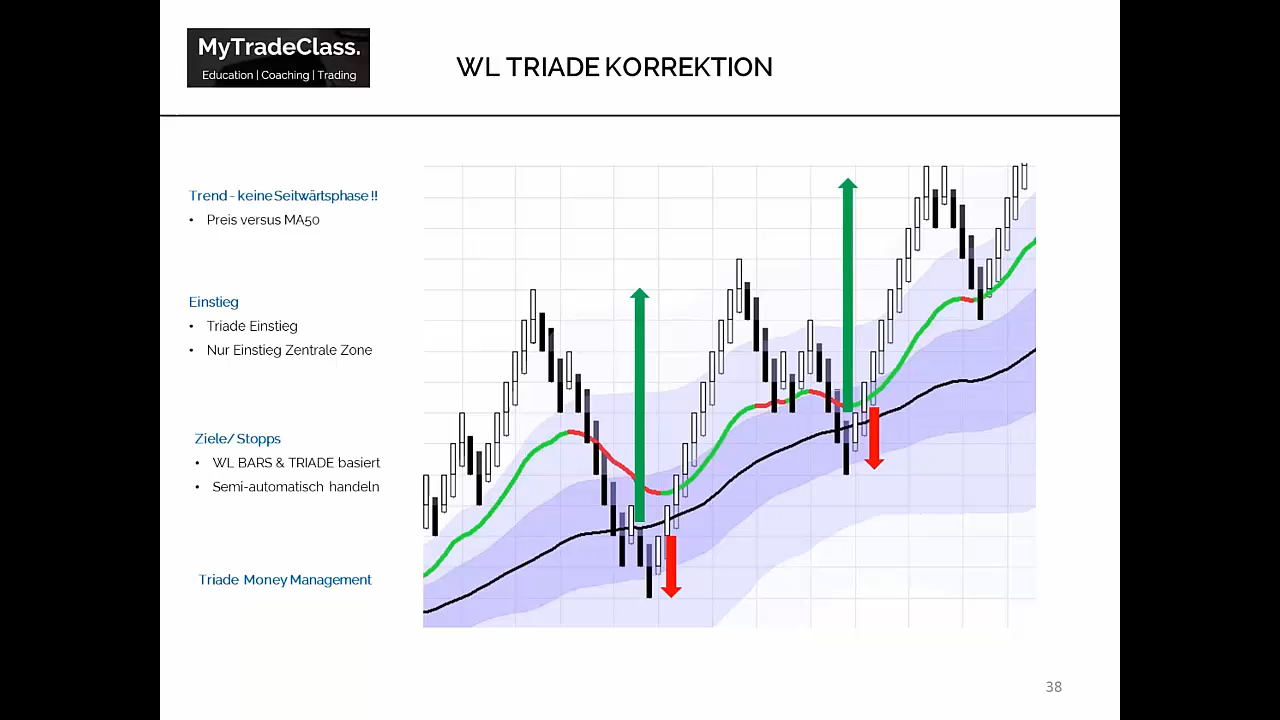 MyTradeClass.
Education | Coaching | Trading
WL TRIADE KORREKTION
Trend - keine Seitwärtsphase !!
• Preis versus MA50
Einstieg
• Triade Einstieg
• Nur Einstieg Zentrale Zone
Ziele/ Stopps
• WL BARS & TRIADE basiert
• Semi-automatisch handeln
Triade Money Management
38